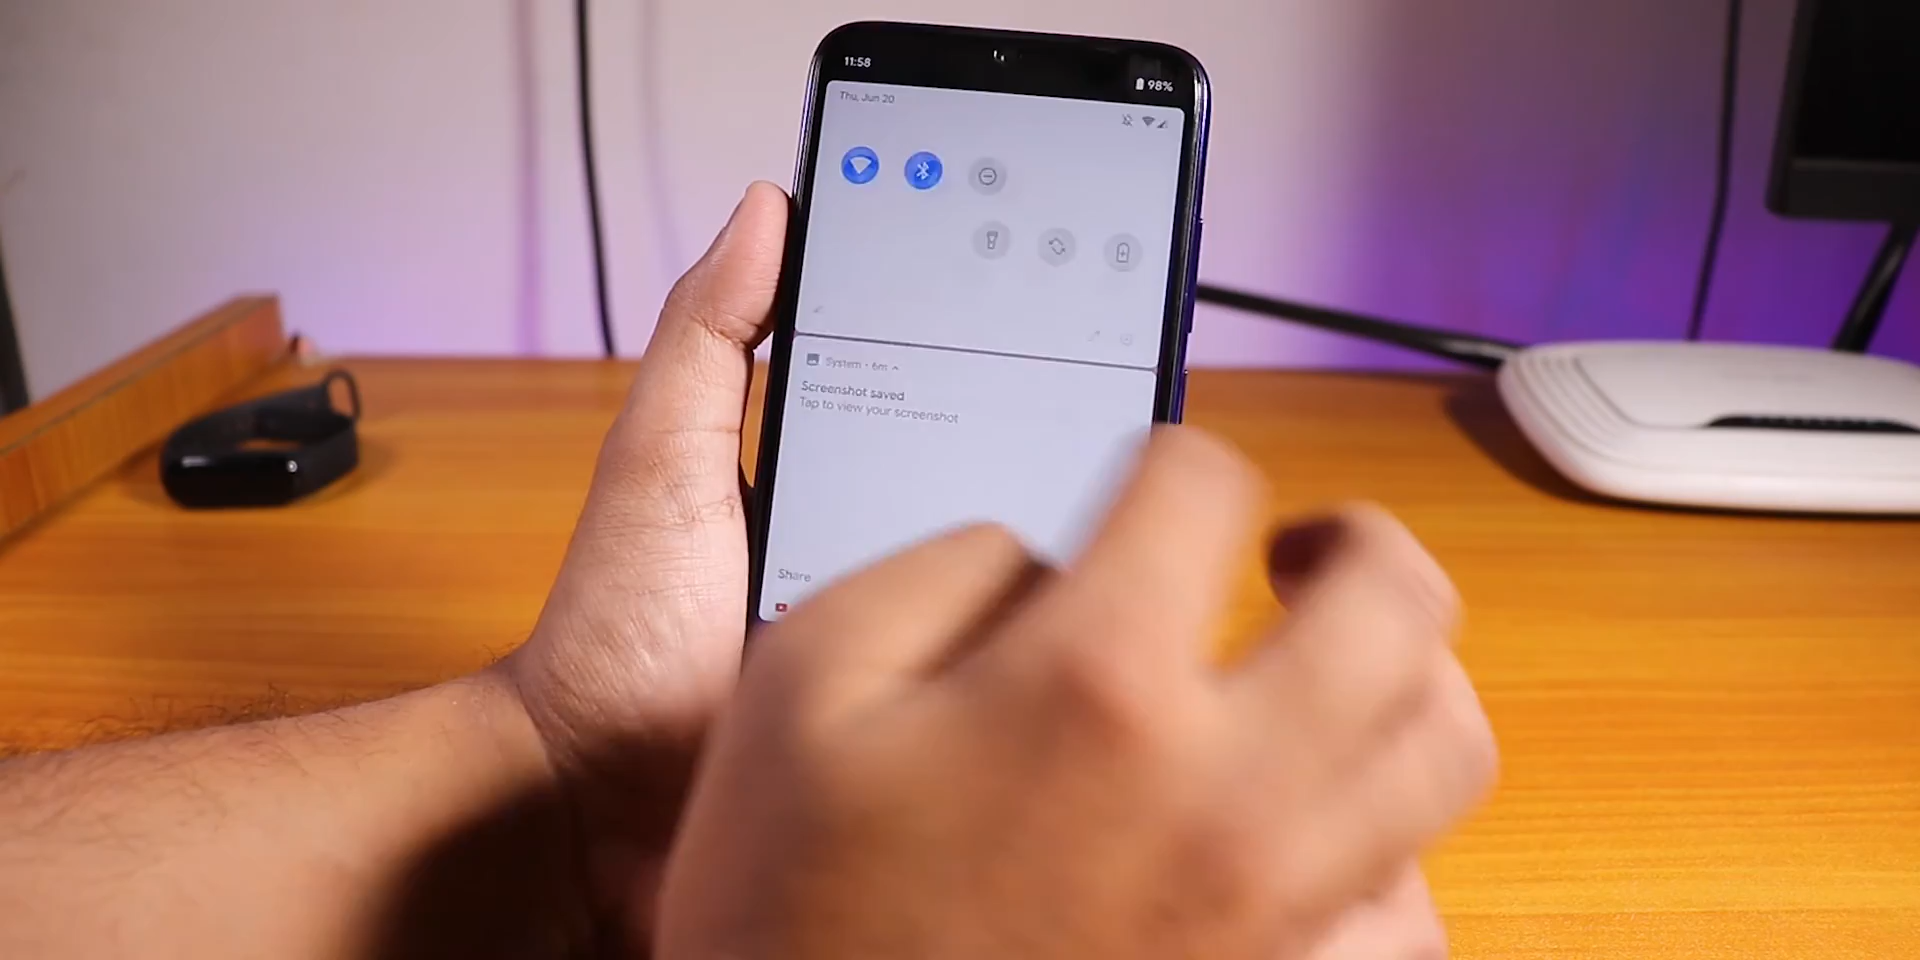 11:58
98%
Thu, Jun 20
System • 6m
Screenshot saved
Tap to view your screenshot
Share